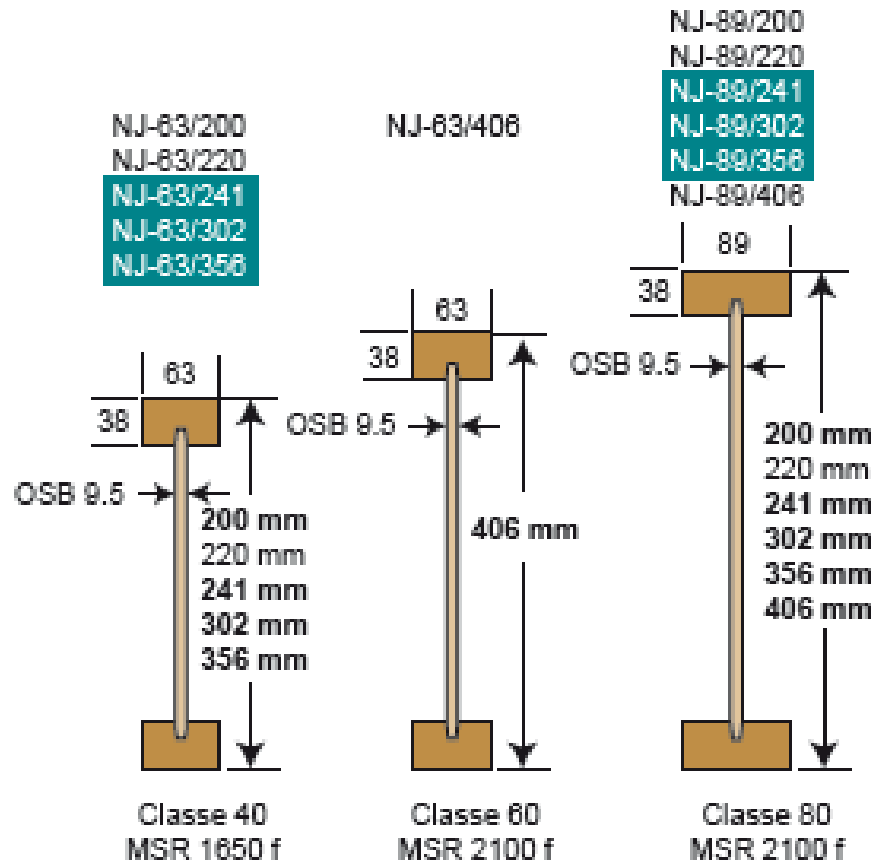 NJ-63/200
NJ-63/220
NJ-63/241
NJ-63/302
NJ-63/356
63
38
OSB 9.5
200 mm
220 mm
241 mm
302 mm
356 mm
Classe 40
MSR 1650 f
NJ-63/406
63
38
OSB 9.5
406 mm
Classe 60
MSR 2100 f
NJ-89/200
NJ-89/220
NJ-89/241
NJ-89/302
NJ-89/356
NJ-89/406
89
38
OSB 9.5
200 mm
220 mm
241 mm
302 mm
356 mm
406 mm
Classe 80
MSR 2100 f